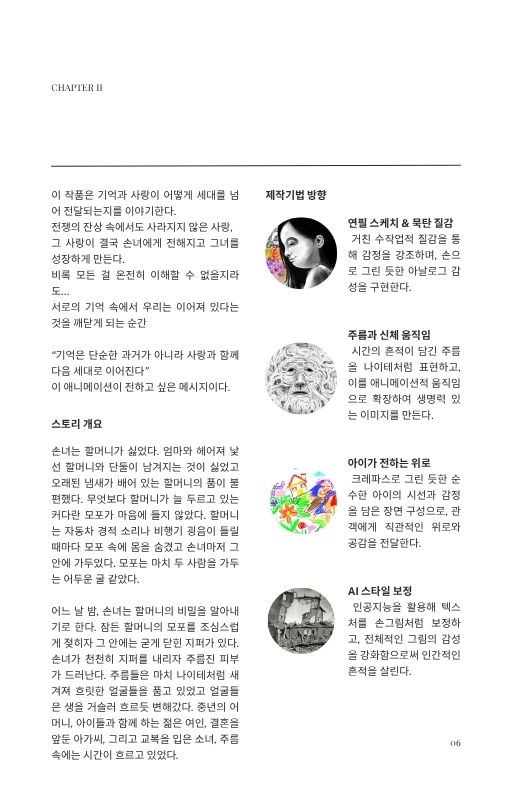 CHAPTER II
이 작품은 기억과 사랑이 어떻게 세대를 넘
어 전달되는지를 이야기한다.
전쟁의 잔상 속에서도 사라지지 않은 사랑,
그 사랑이 결국 손녀에게 전해지고 그녀를
성장하게 만든다.
비록 모든 걸 온전히 이해할 수 없을지라
도...
서로의 기억 속에서 우리는 이어져 있다는
것을 깨닫게 되는 순간
“기억은 단순한 과거가 아니라 사랑과 함께
다음 세대로 이어진다”
이 애니메이션이 전하고 싶은 메시지이다.
스토리 개요
손녀는 할머니가 싫었다. 엄마와 헤어져 낯
선 할머니와 단둘이 남겨지는 것이 싫었고
오래된 냄새가 배어 있는 할머니의 품이 불
편했다. 무엇보다 할머니가 늘 두르고 있는
커다란 모포가 마음에 들지 않았다. 할머니
는 자동차 경적 소리나 비행기 굉음이 들릴
때마다 모포 속에 몸을 숨겼고 손녀마저 그
안에 가두었다. 모포는 마치 두 사람을 가두
는 어두운 굴 같았다.
어느 날 밤, 손녀는 할머니의 비밀을 알아내
기로 한다. 잠든 할머니의 모포를 조심스럽
게 젖히자 그 안에는 굳게 닫힌 지퍼가 있다.
손녀가 천천히 지퍼를 내리자 주름진 피부
가 드러난다. 주름들은 마치 나이테처럼 새
겨져 흐릿한 얼굴들을 품고 있었고 얼굴들
은 생을 거슬러 흐르듯 변해갔다. 중년의 어
머니, 아이들과 함께 하는 젊은 여인, 결혼을
앞둔 아가씨, 그리고 교복을 입은 소녀, 주름
속에는 시간이 흐르고 있었다.
제작기법 방향
연필 스케치 & 묵탄 질감
거친 수작업적 질감을 통
해 감정을 강조하며, 손으
로 그린 듯한 아날로그 감
성을 구현한다.
주름과 신체 움직임
시간의 흔적이 담긴 주름
을 나이테처럼 표현하고,
이를 애니메이션적 움직임
으로 확장하여 생명력 있
는 이미지를 만든다.
아이가 전하는 위로
크레파스로 그린 듯한 순
수한 아이의 시선과 감정
을 담은 장면 구성으로, 관
객에게 직관적인 위로와
공감을 전달한다.
AI 스타일 보정
인공지능을 활용해 텍스
처를 손그림처럼 보정하
고, 전체적인 그림의 감성
을 강화함으로써 인간적인
흔적을 살린다.
06